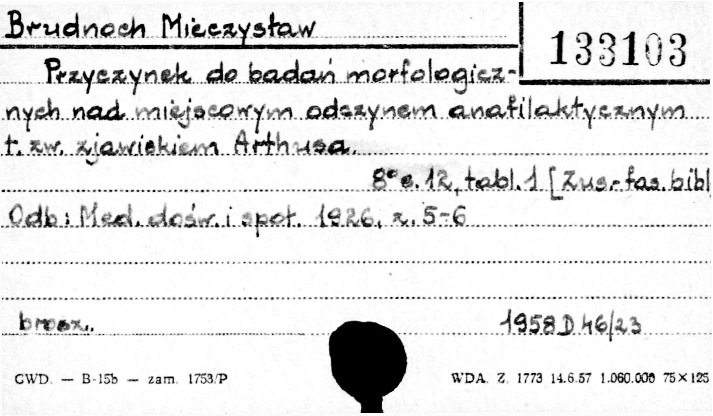 Brudnoch Mieczysław
133103
Przyczynek do badań morfologicz-
nych nad miejscowym odczynem anafilaktycznym
t. zw. zjawiskiem Arthusa.
8° s. 12, tabl. 1 [Zus.-fas. bibl
Odb: Med. dośw. i społ. 1926, z. 5-6
brosz. 1958 D 46/23
GWD. — B-15b — zam. 1753/P WDA. Z. 1773 14.6.57 1.060.000 75×125